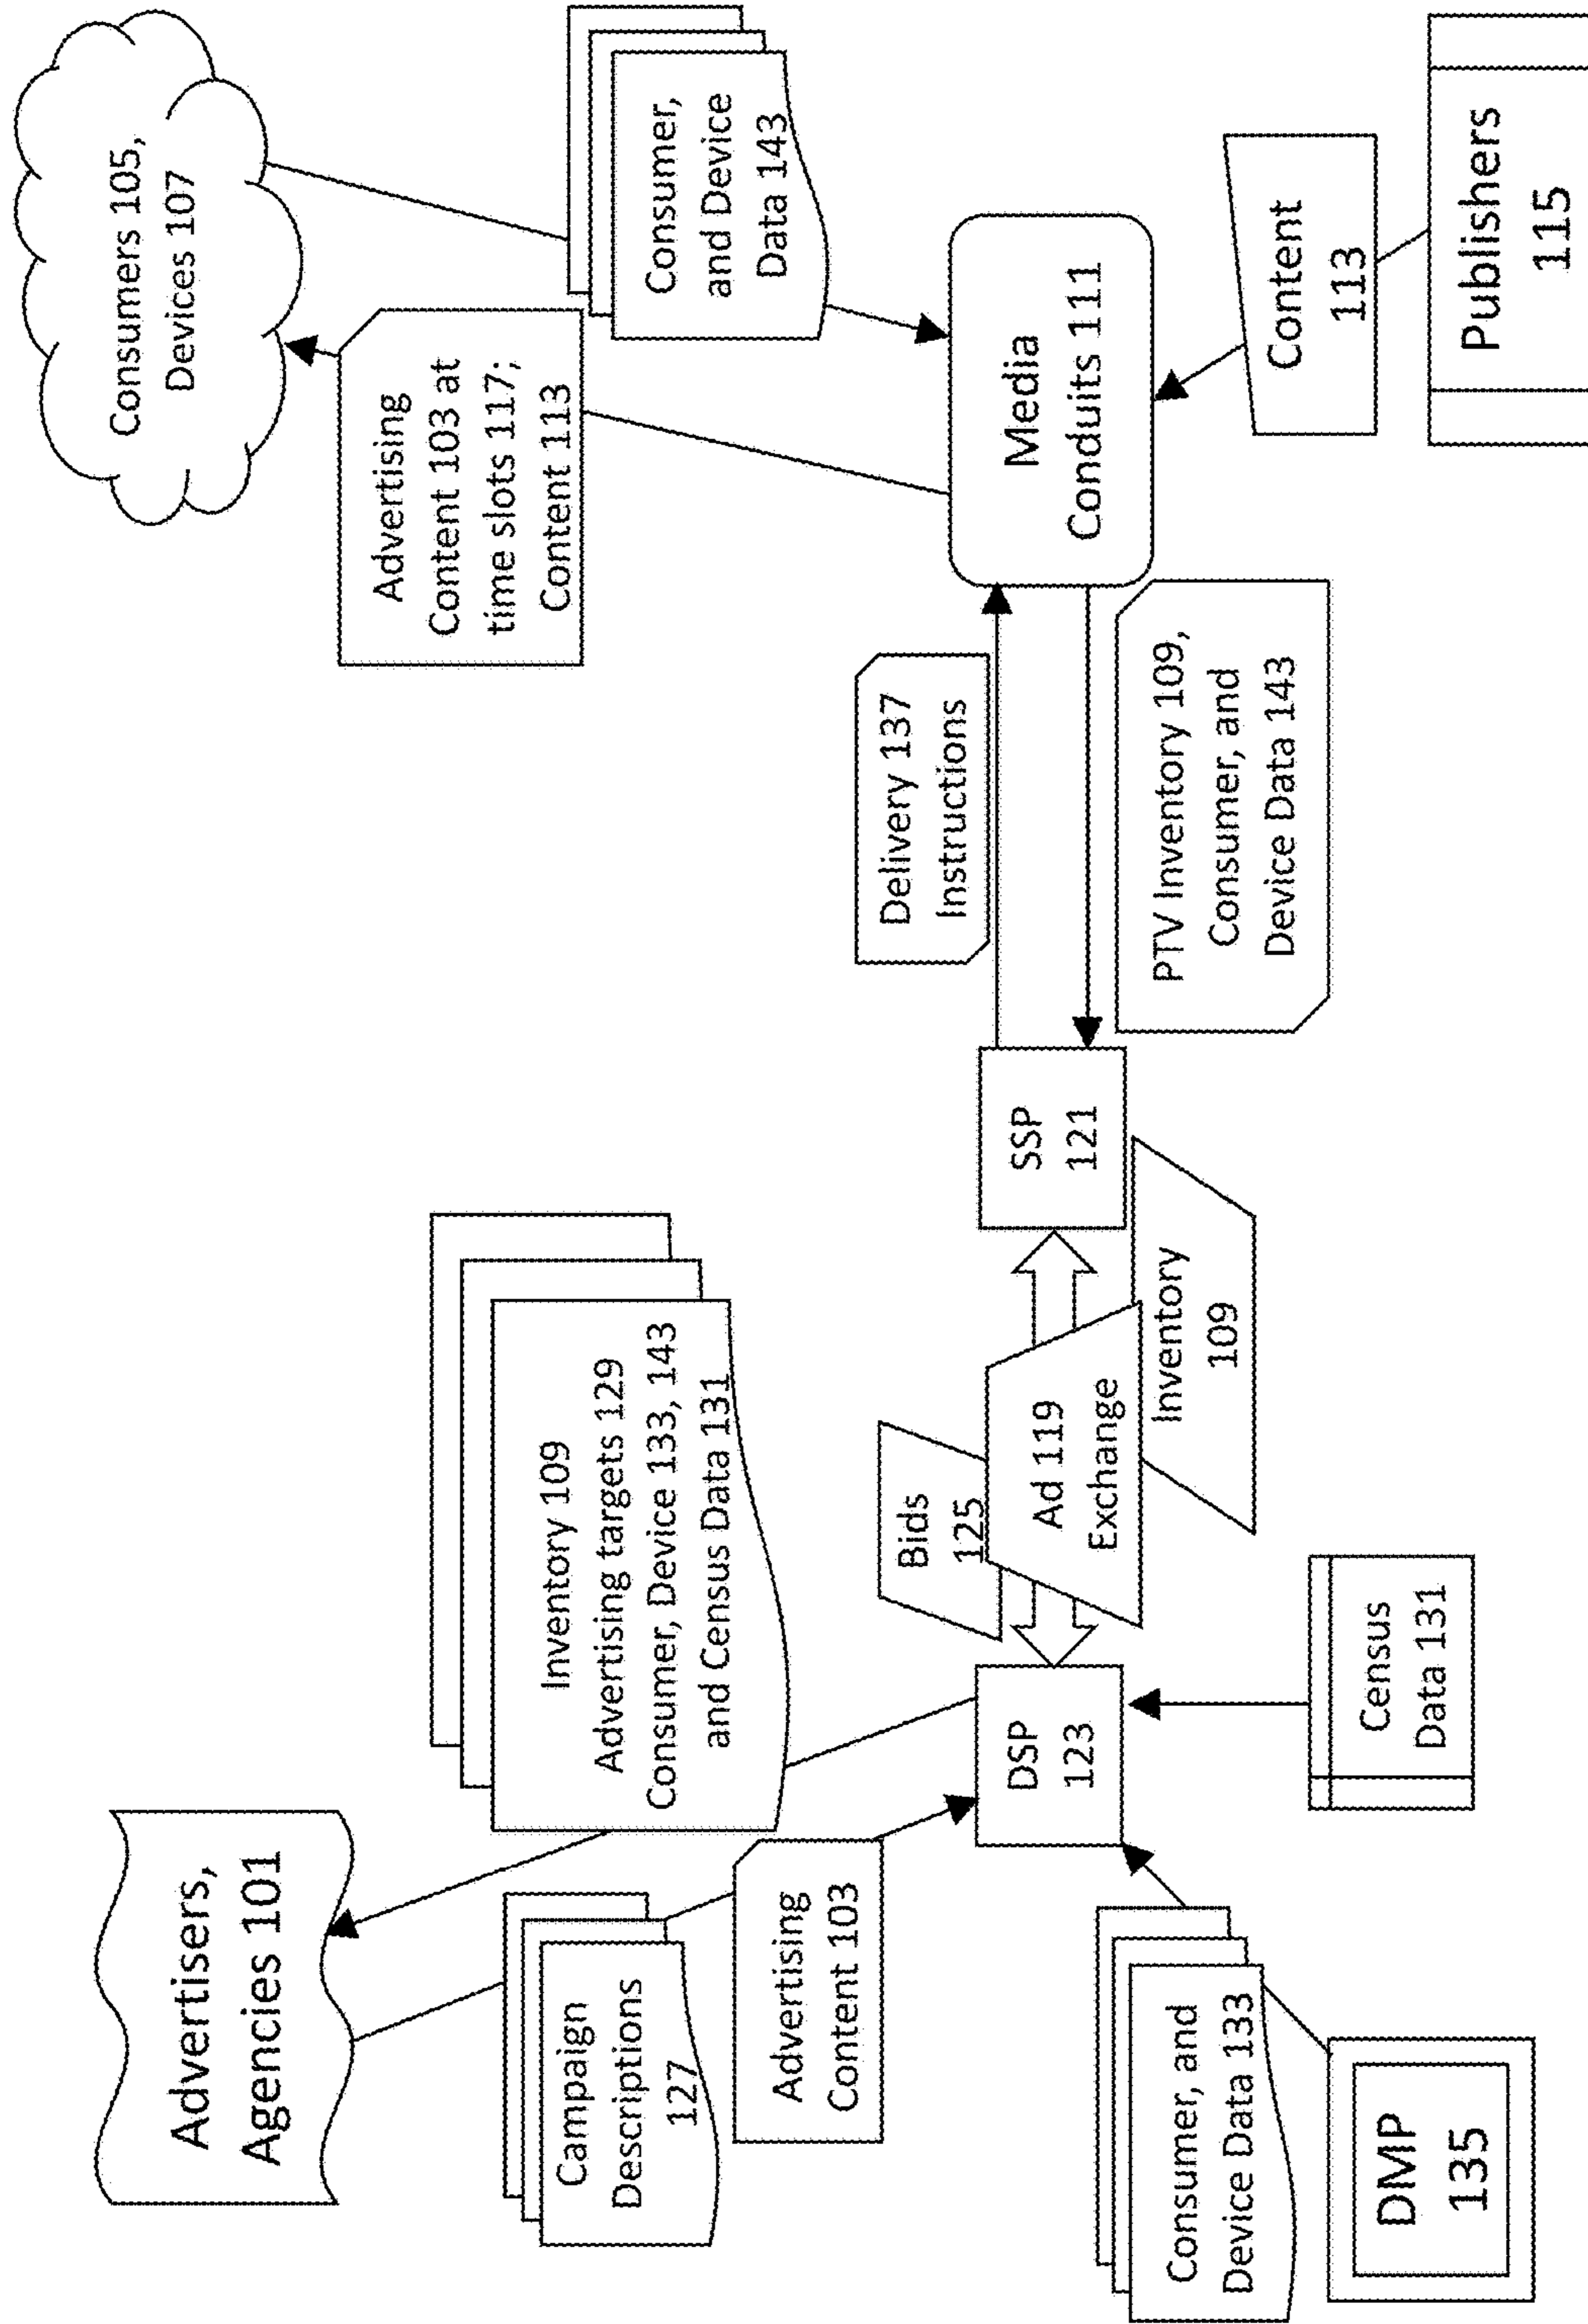 Advertisers,
Agencies 101
Consumers 105,
Devices 107
Campaign
Descriptions
127
Advertising
Content 103
Inventory 109
Advertising targets 129
Consumer, Device 133, 143
and Census Data 131
Advertising
Content 103 at
time slots 117;
Content 113
Consumer,
and Device
Data 143
Bids
125
Delivery 137
Instructions
DSP
123
Ad 119
Exchange
SSP
121
Media
Conduits 111
Inventory
109
PTV Inventory 109,
Consumer, and
Device Data 143
Consumer, and
Device Data 133
Census
Data 131
Content
113
DMP
135
Publishers
115